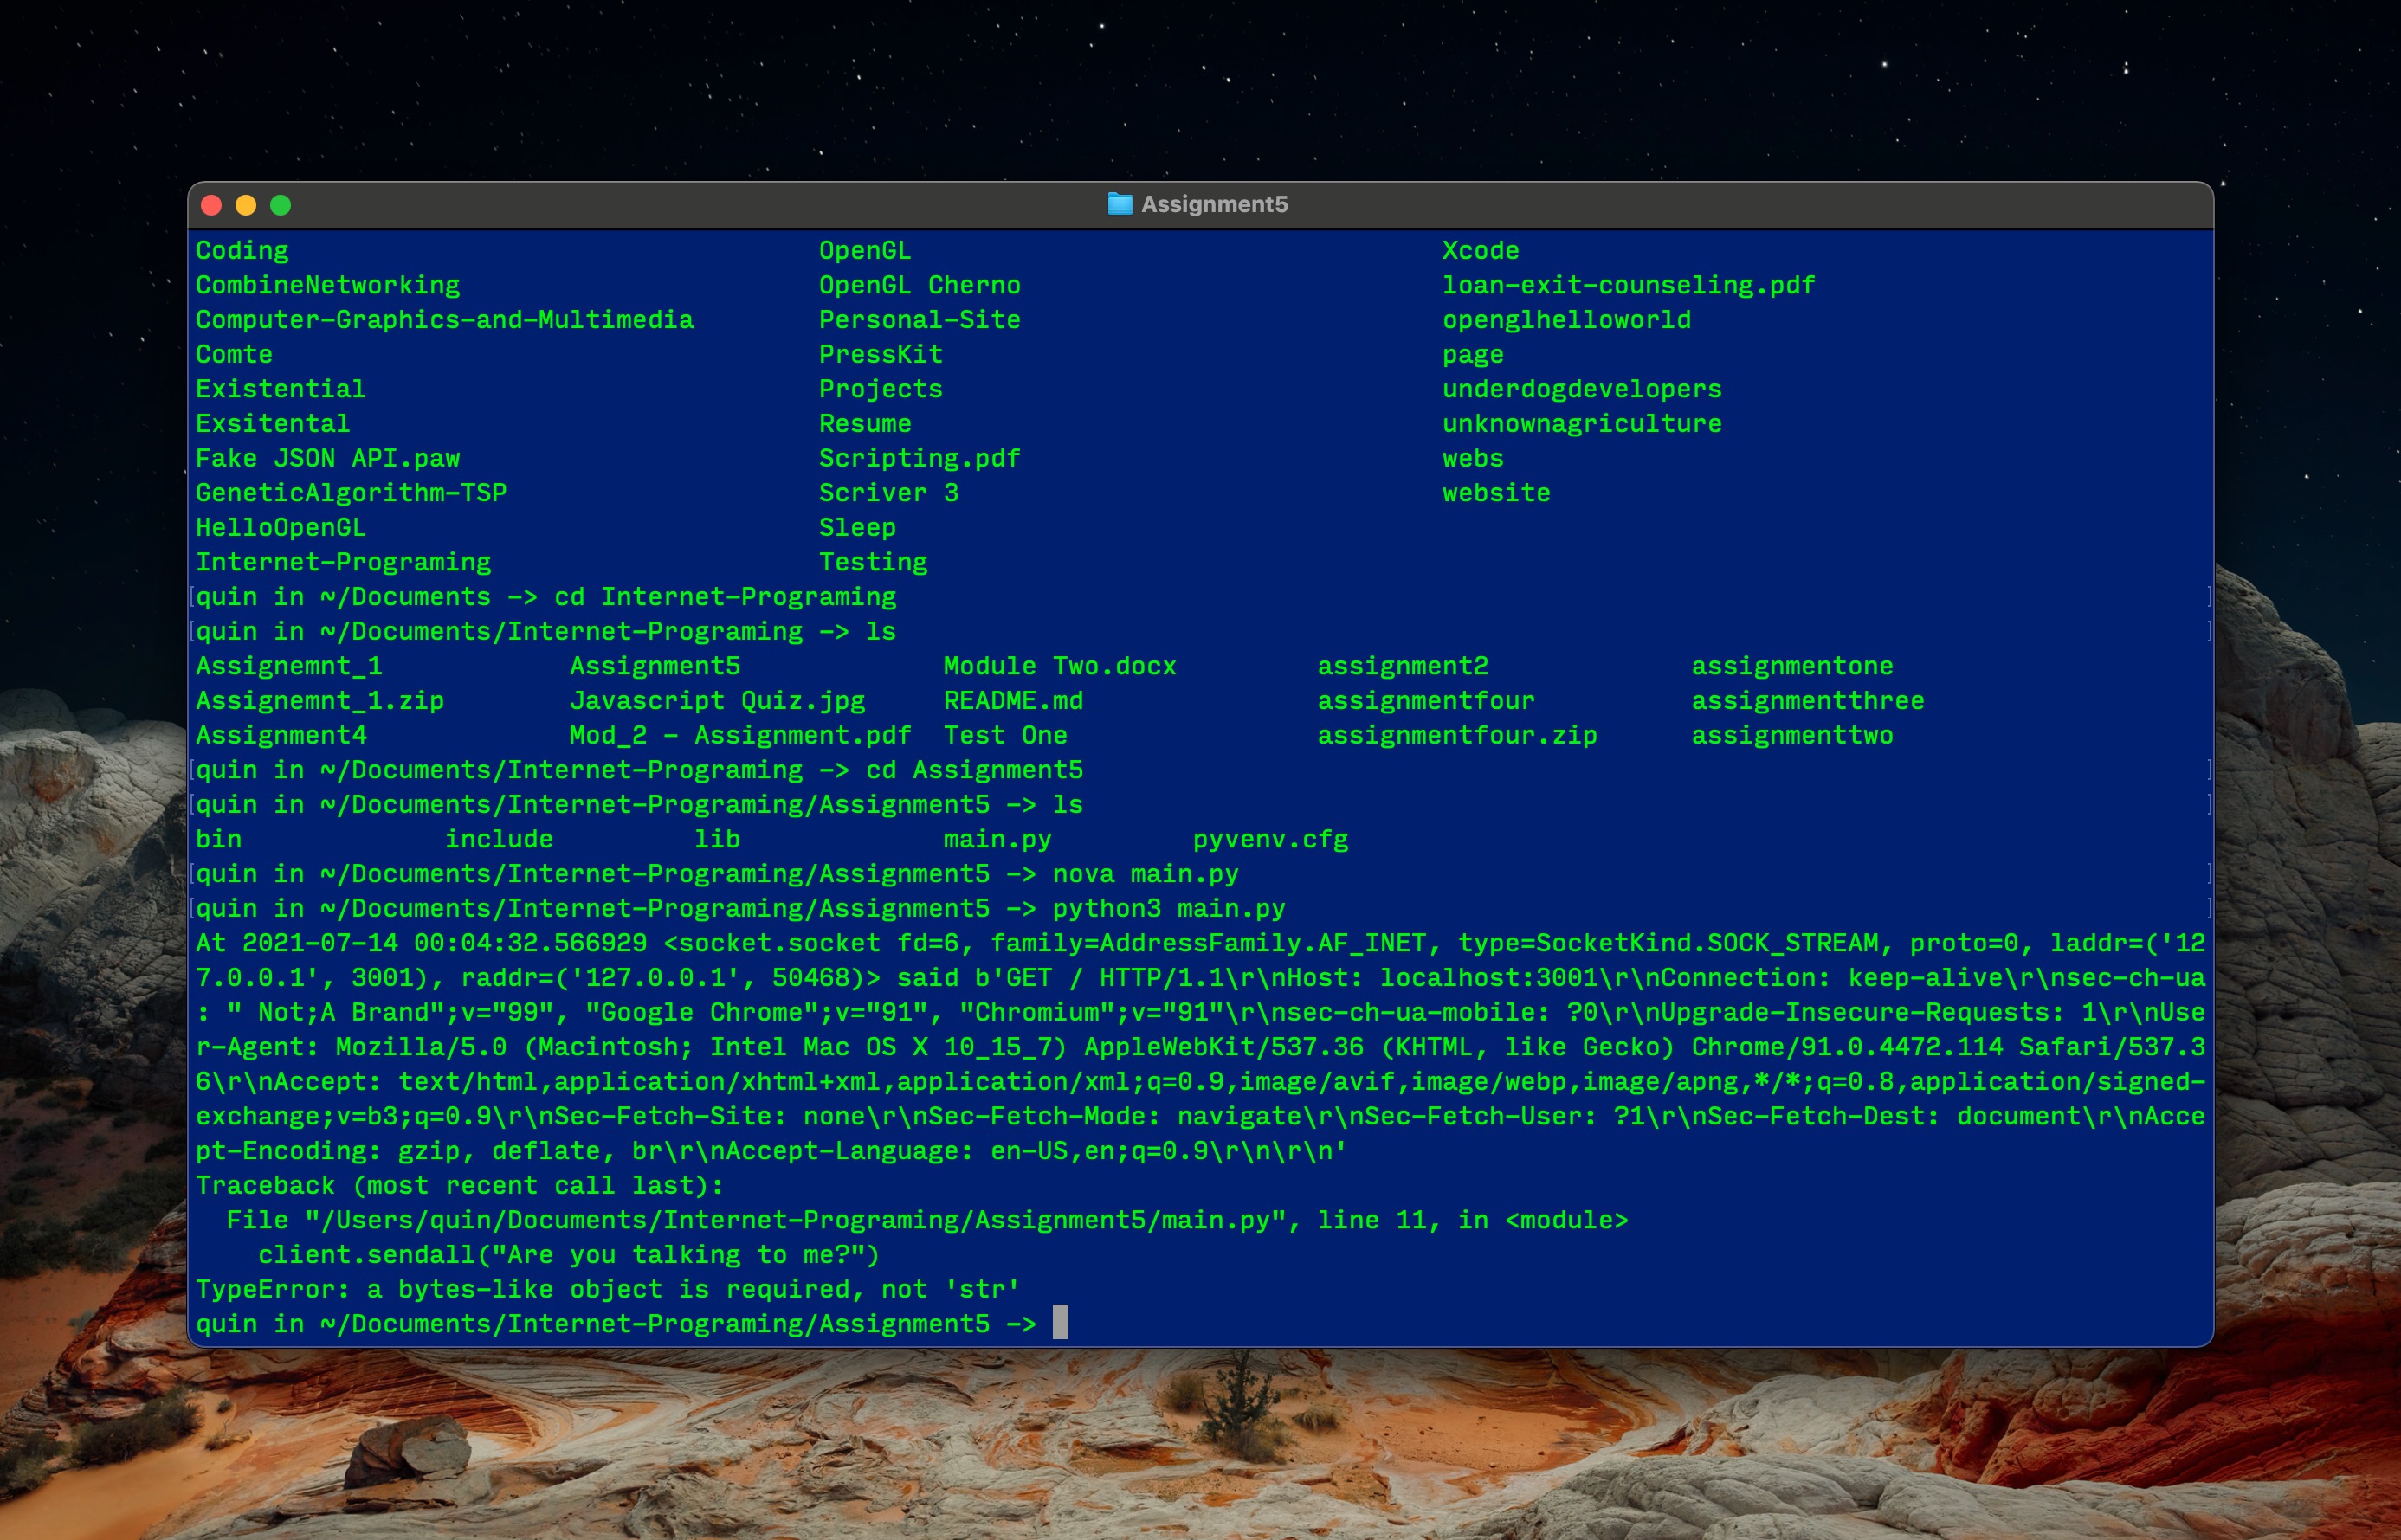 Assignment5
Coding OpenGL Xcode
CombineNetworking OpenGL Cherno loan-exit-counseling.pdf
Computer-Graphics-and-Multimedia Personal-Site openglhelloworld
Comte PressKit page
Existential Projects underdogdevelopers
Exsitental Resume unknownagriculture
Fake JSON API.paw Scripting.pdf webs
GeneticAlgorithm-TSP Scriver 3 website
HelloOpenGL Sleep
Internet-Programing Testing
[quin in ~/Documents -> cd Internet-Programing ]
[quin in ~/Documents/Internet-Programing -> ls ]
Assignemnt_1 Assignment5 Module Two.docx assignment2 assignmentone
Assignemnt_1.zip Javascript Quiz.jpg README.md assignmentfour assignmentthree
Assignment4 Mod_2 - Assignment.pdf Test One assignmentfour.zip assignmenttwo
[quin in ~/Documents/Internet-Programing -> cd Assignment5 ]
[quin in ~/Documents/Internet-Programing/Assignment5 -> ls ]
bin include lib main.py pyvenv.cfg
[quin in ~/Documents/Internet-Programing/Assignment5 -> nova main.py ]
[quin in ~/Documents/Internet-Programing/Assignment5 -> python3 main.py ]
At 2021-07-14 00:04:32.566929 <socket.socket fd=6, family=AddressFamily.AF_INET, type=SocketKind.SOCK_STREAM, proto=0, laddr=('12
7.0.0.1', 3001), raddr=('127.0.0.1', 50468)> said b'GET / HTTP/1.1\r\nHost: localhost:3001\r\nConnection: keep-alive\r\nsec-ch-ua
: " Not;A Brand";v="99", "Google Chrome";v="91", "Chromium";v="91"\r\nsec-ch-ua-mobile: ?0\r\nUpgrade-Insecure-Requests: 1\r\nUse
r-Agent: Mozilla/5.0 (Macintosh; Intel Mac OS X 10_15_7) AppleWebKit/537.36 (KHTML, like Gecko) Chrome/91.0.4472.114 Safari/537.3
6\r\nAccept: text/html,application/xhtml+xml,application/xml;q=0.9,image/avif,image/webp,image/apng,*/*;q=0.8,application/signed-
exchange;v=b3;q=0.9\r\nSec-Fetch-Site: none\r\nSec-Fetch-Mode: navigate\r\nSec-Fetch-User: ?1\r\nSec-Fetch-Dest: document\r\nAcce
pt-Encoding: gzip, deflate, br\r\nAccept-Language: en-US,en;q=0.9\r\n\r\n'
Traceback (most recent call last):
  File "/Users/quin/Documents/Internet-Programing/Assignment5/main.py", line 11, in <module>
    client.sendall("Are you talking to me?")
TypeError: a bytes-like object is required, not 'str'
quin in ~/Documents/Internet-Programing/Assignment5 ->